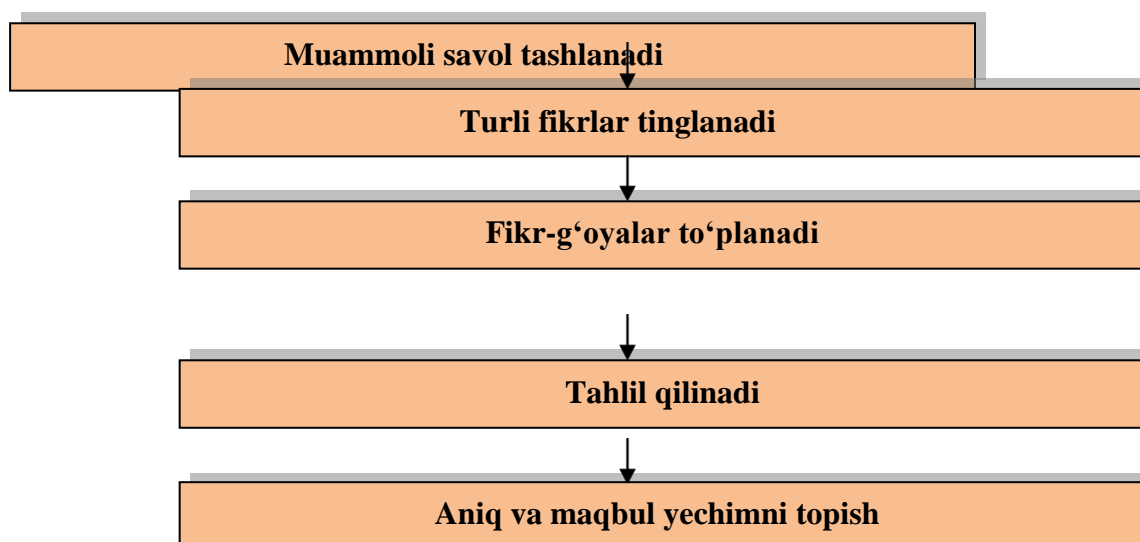 Muammoli savol tashlanadi
Turli fikrlar tinglanadi
Fikr-g‘oyalar to‘planadi
Tahlil qilinadi
Aniq va maqbul yechimni topish